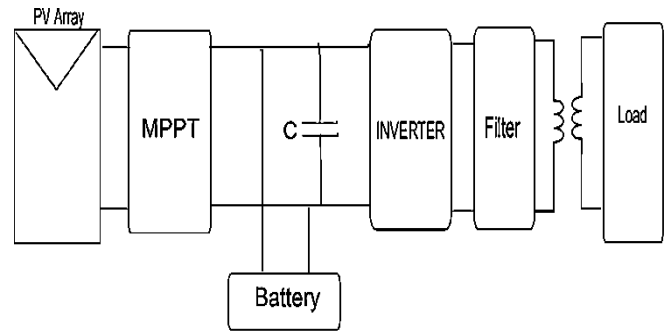 PV Array
MPPT
C
INVERTER
Filter
Load
Battery